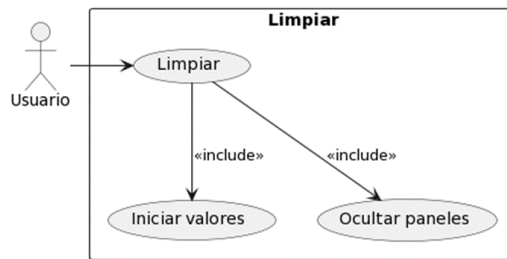 Limpiar
Limpiar
Usuario
«include»
«include»
Iniciar valores
Ocultar paneles